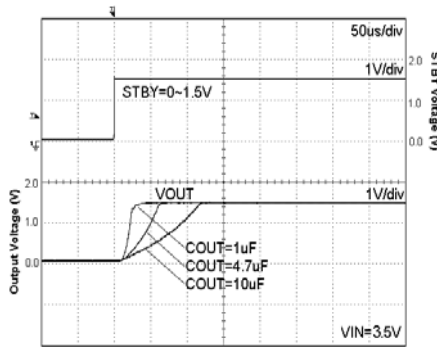 50us/div
2.0
1V/div
STBY=0~1.5V
1.0
0.0
STBY Voltage (V)
2.0
VOUT
1V/div
1.0
COUT=1uF
COUT=4.7uF
0.0
COUT=10uF
Output Voltage (V)
VIN=3.5V